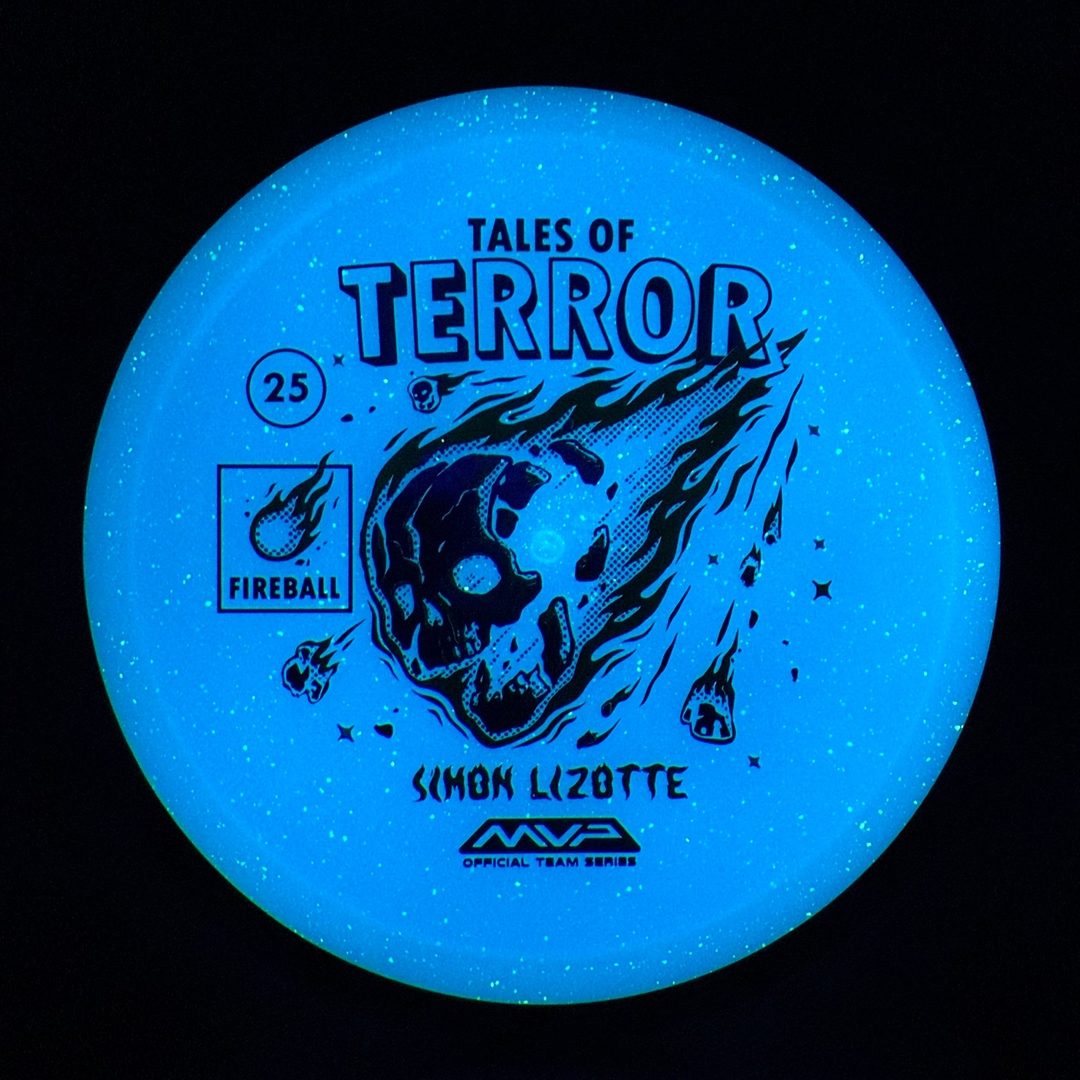 TALES OF
TERROR
25
FIREBALL
SIMON LIZOTTE
MVP
OFFICIAL TEAM SERIES